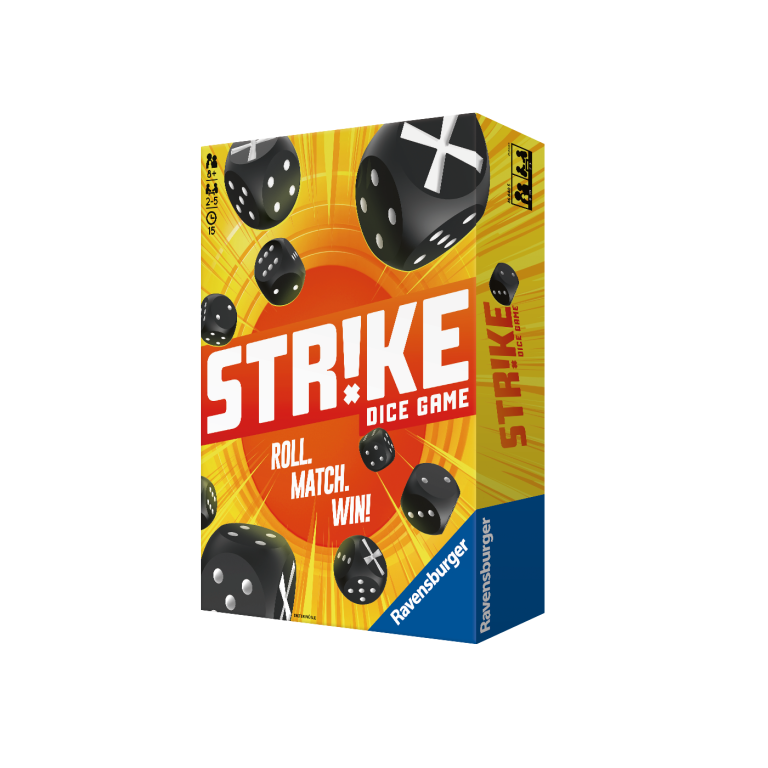 8+
2-5
15
STR!KE
DICE GAME
ROLL.
MATCH.
WIN!
Ravensburger
STR!KE
DICE GAME
Ravensburger